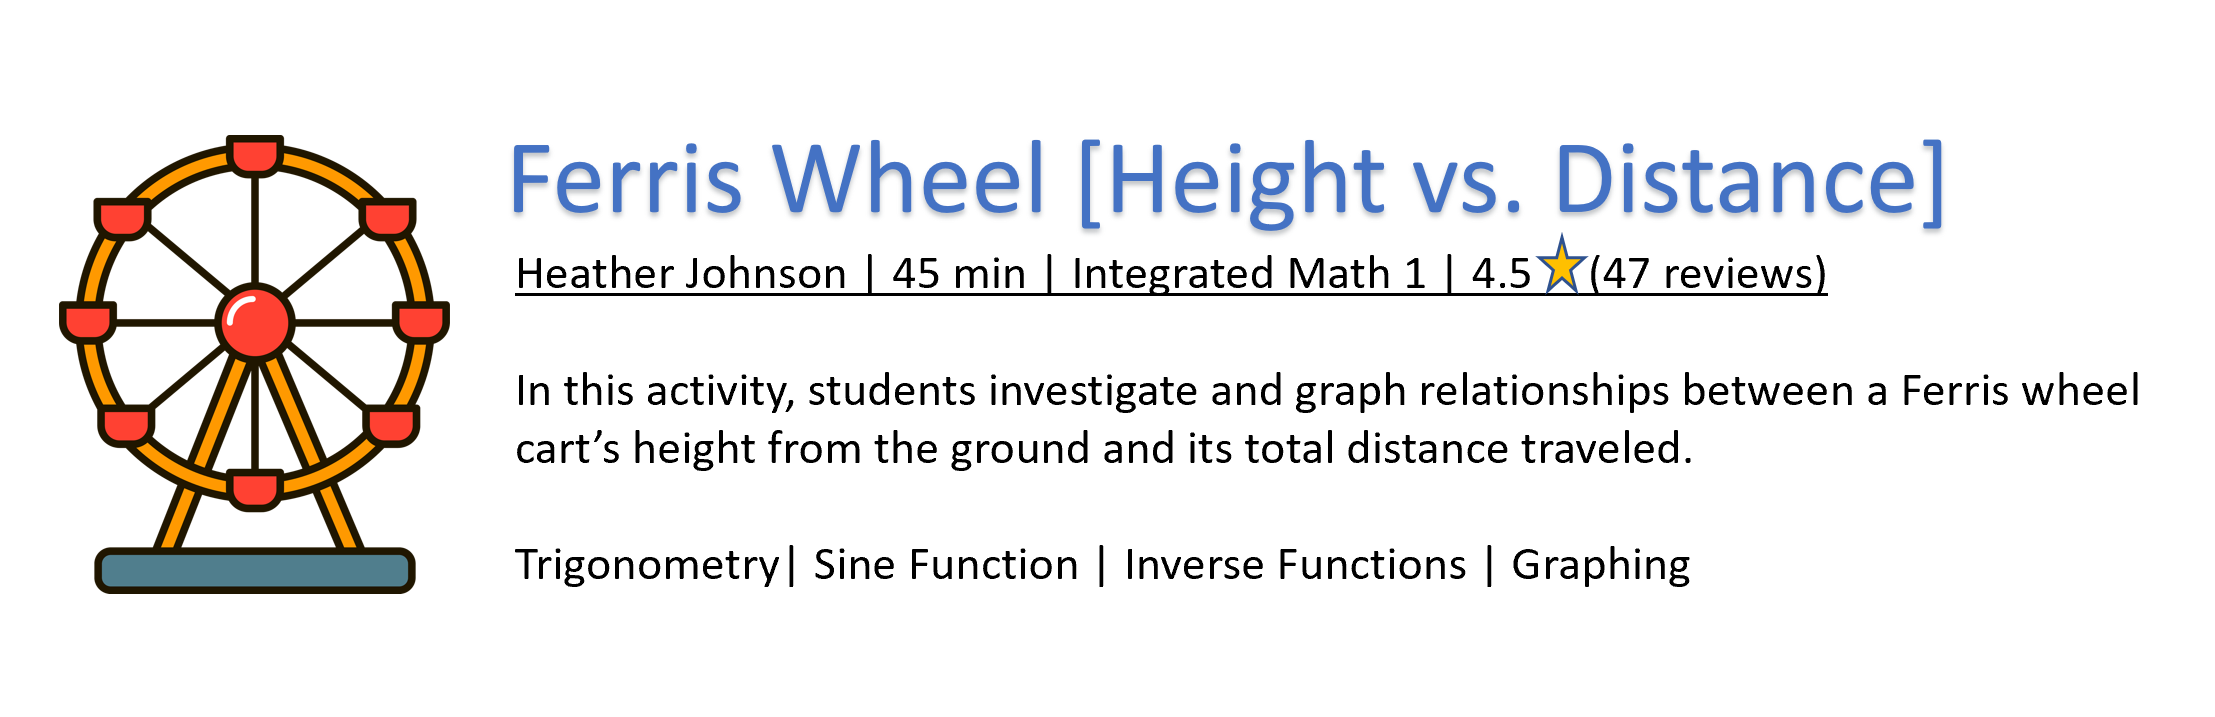 Ferris Wheel [Height vs. Distance]
Heather Johnson | 45 min | Integrated Math 1 | 4.5 (47 reviews)
In this activity, students investigate and graph relationships between a Ferris wheel
cart’s height from the ground and its total distance traveled.
Trigonometry| Sine Function | Inverse Functions | Graphing